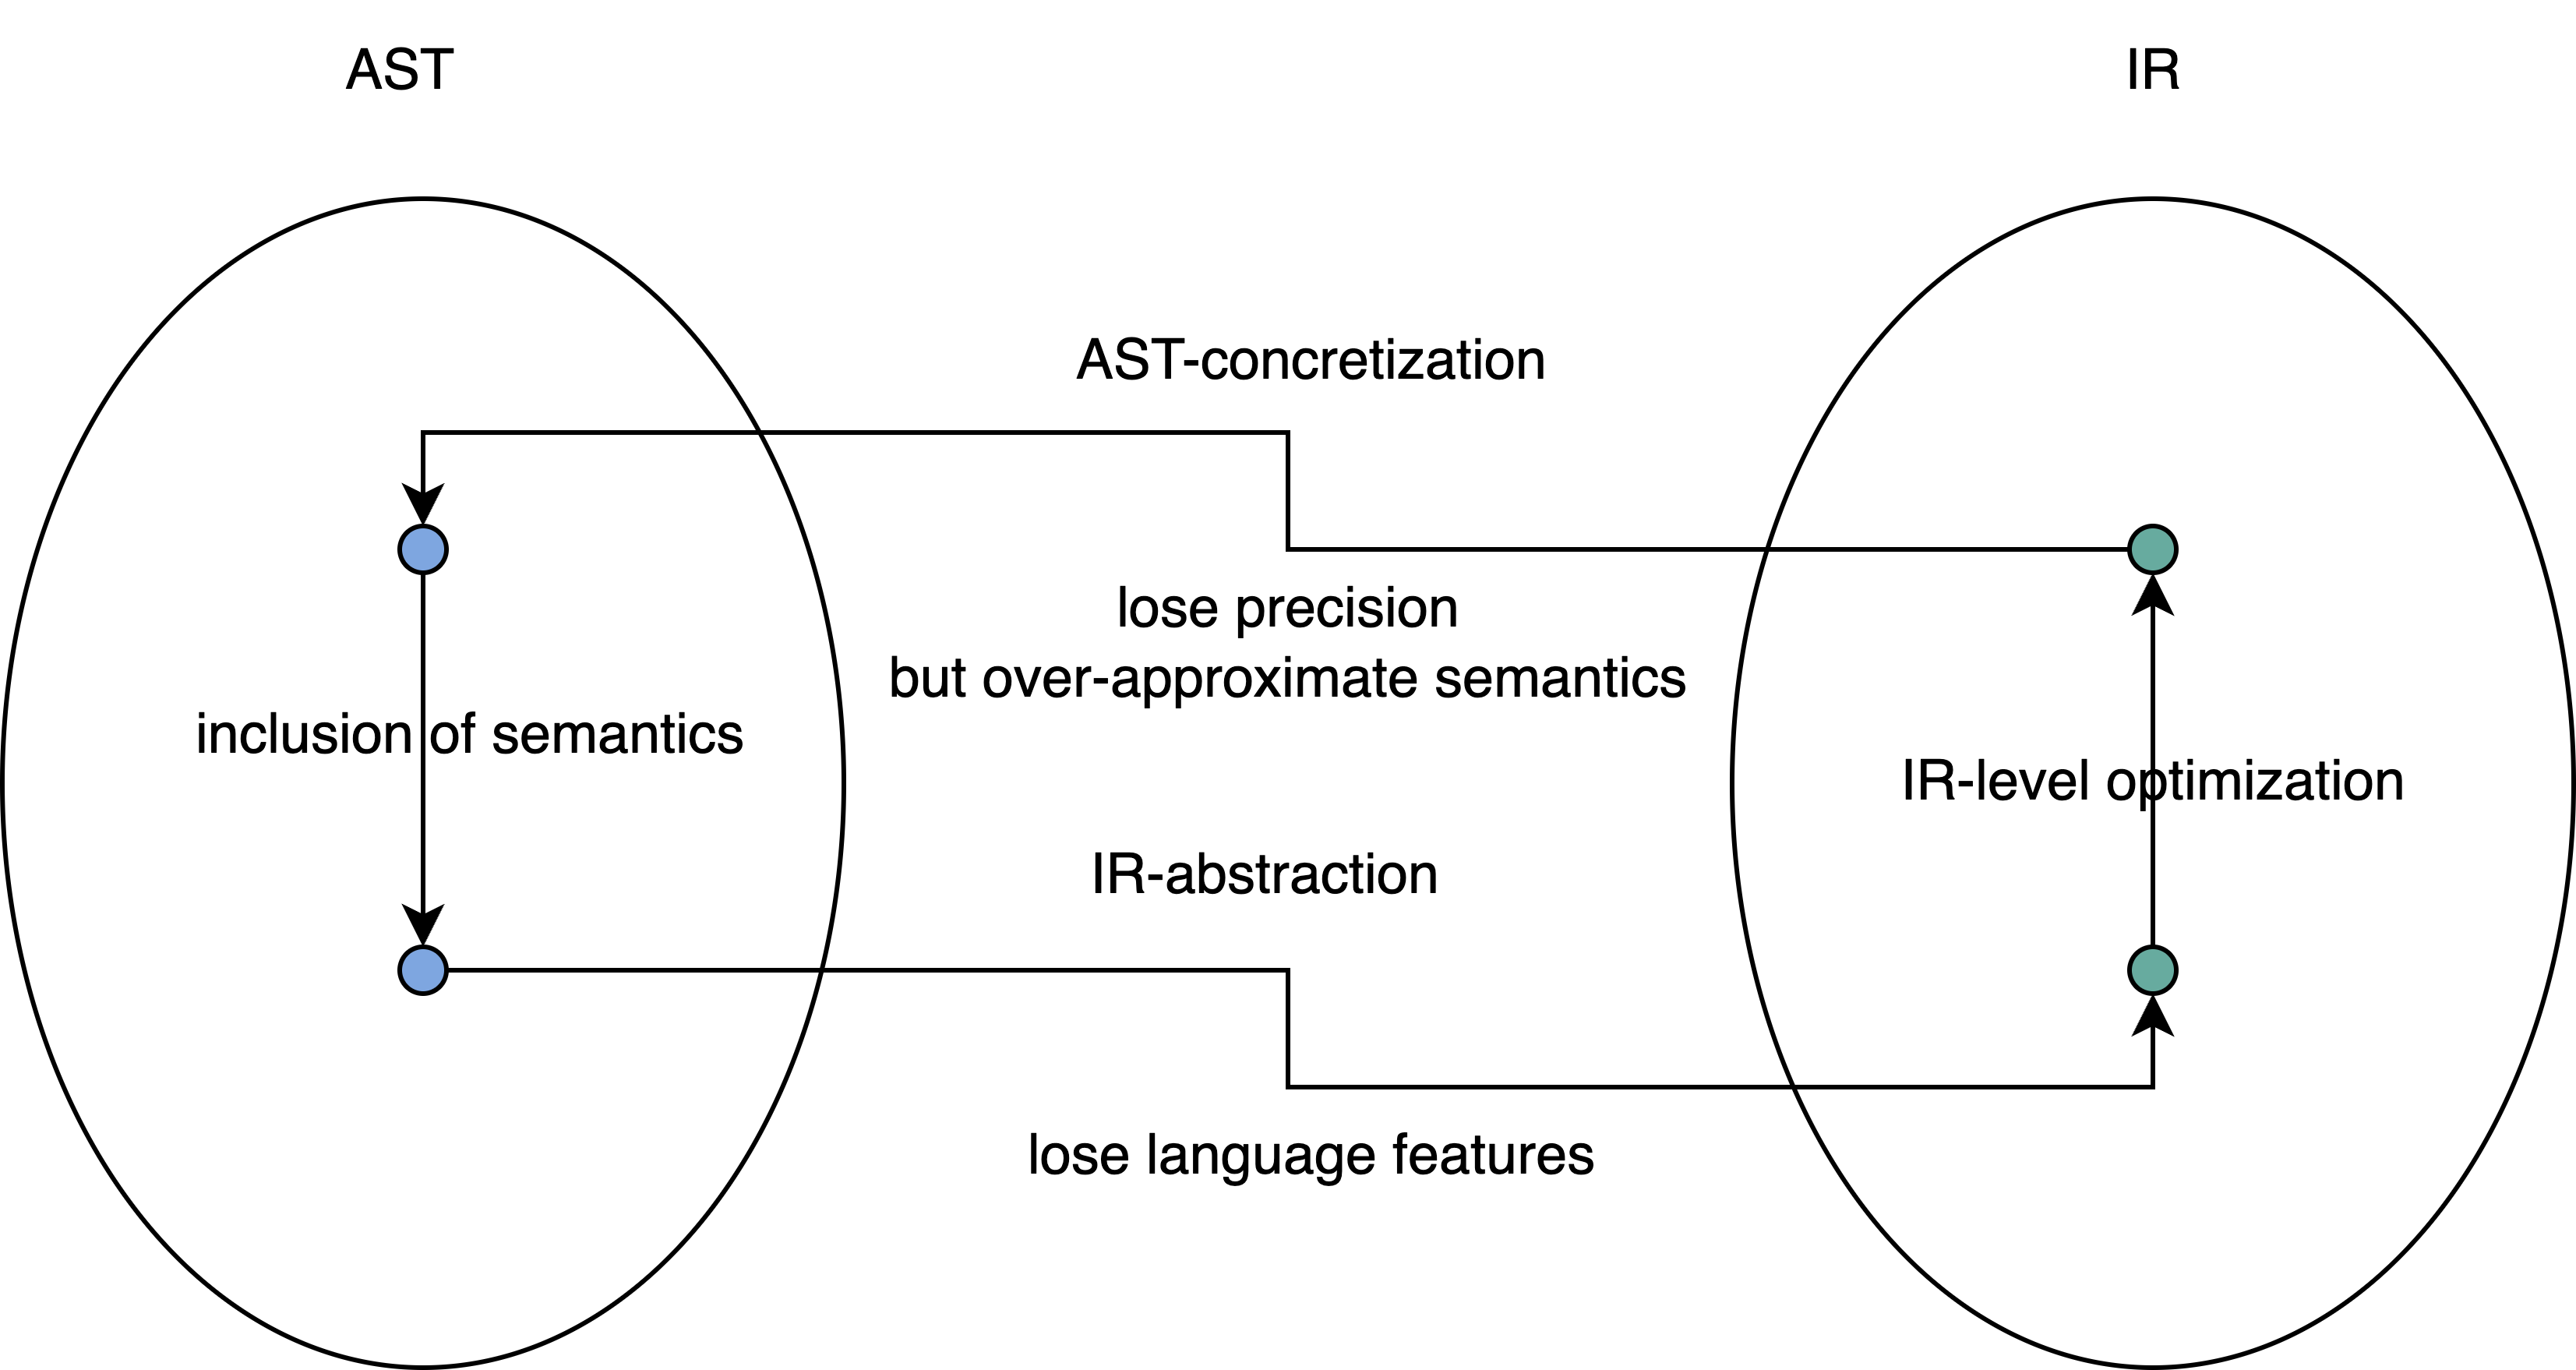 AST
IR
AST-concretization
lose precision
but over-approximate semantics
inclusion of semantics
IR-level optimization
IR-abstraction
lose language features